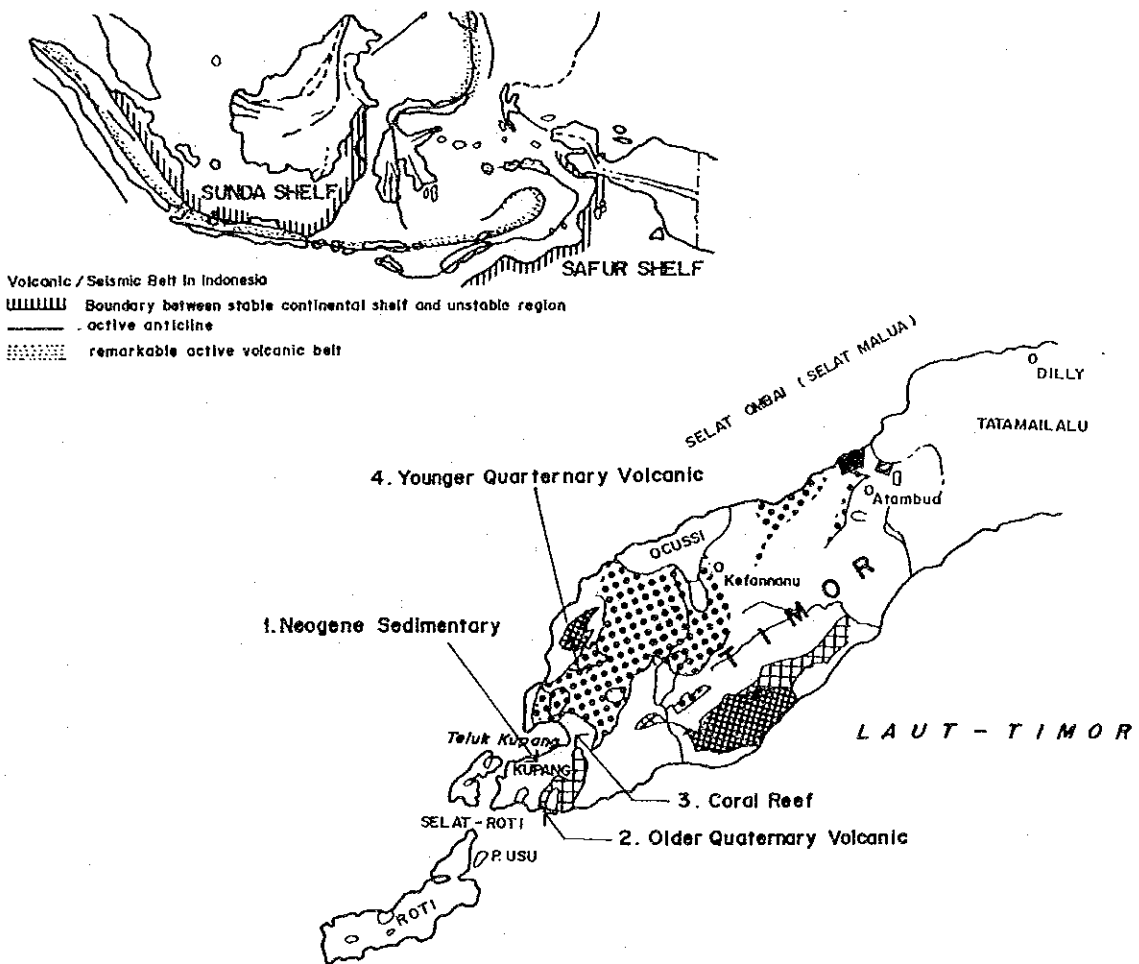 SUNDA SHELF
SAFUR SHELF
Volcanic / Seismic Belt in Indonesia
Boundary between stable continental shelf and unstable region
active anticline
remarkable active volcanic belt
SELAT OMBAI ( SELAT MALUA )
DILLY
TATAMAILALU
4. Younger Quarternary Volcanic
Atambud
OCUSSI
Kefannanu
TIMOR
1. Neogene Sedimentary
LAUT - TIMOR
Teluk Kupang
KUPANG
3. Coral Reef
SELAT-ROTI
2. Older Quaternary Volcanic
P. USU
ROTI